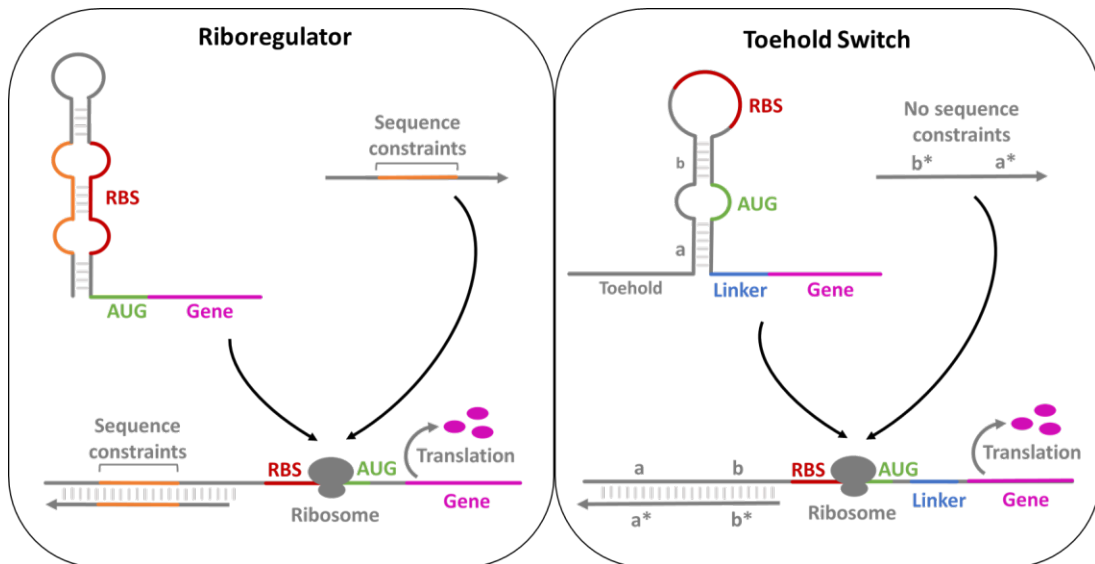 Riboregulator
Sequence
constraints
RBS
AUG
Gene
Sequence
constraints
RBS
AUG
Translation
Ribosome
Gene
Toehold Switch
RBS
No sequence
constraints
b
b*
a*
AUG
a
Toehold
Linker
Gene
a
b
RBS
AUG
Translation
a*
b*
Ribosome
Linker
Gene